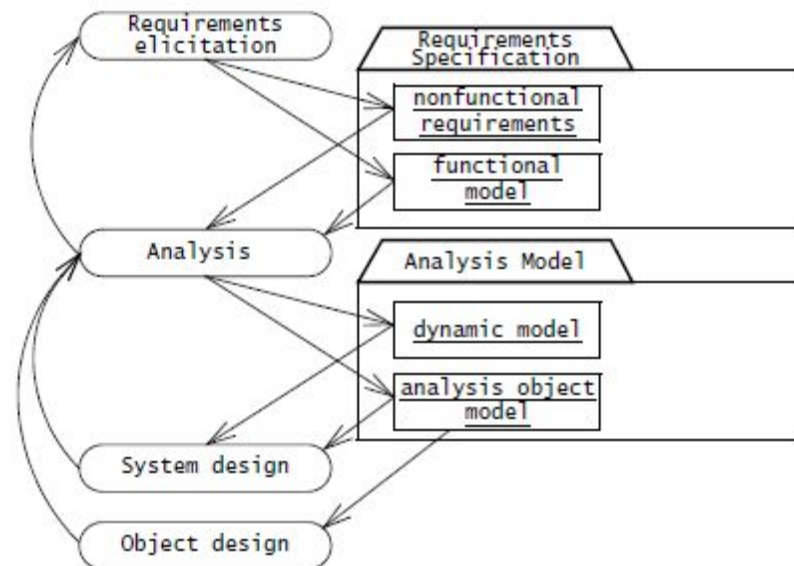 Requirements
elicitation
Requirements
Specification
nonfunctional
requirements
functional
model
Analysis
Analysis Model
dynamic model
analysis object
model
System design
Object design